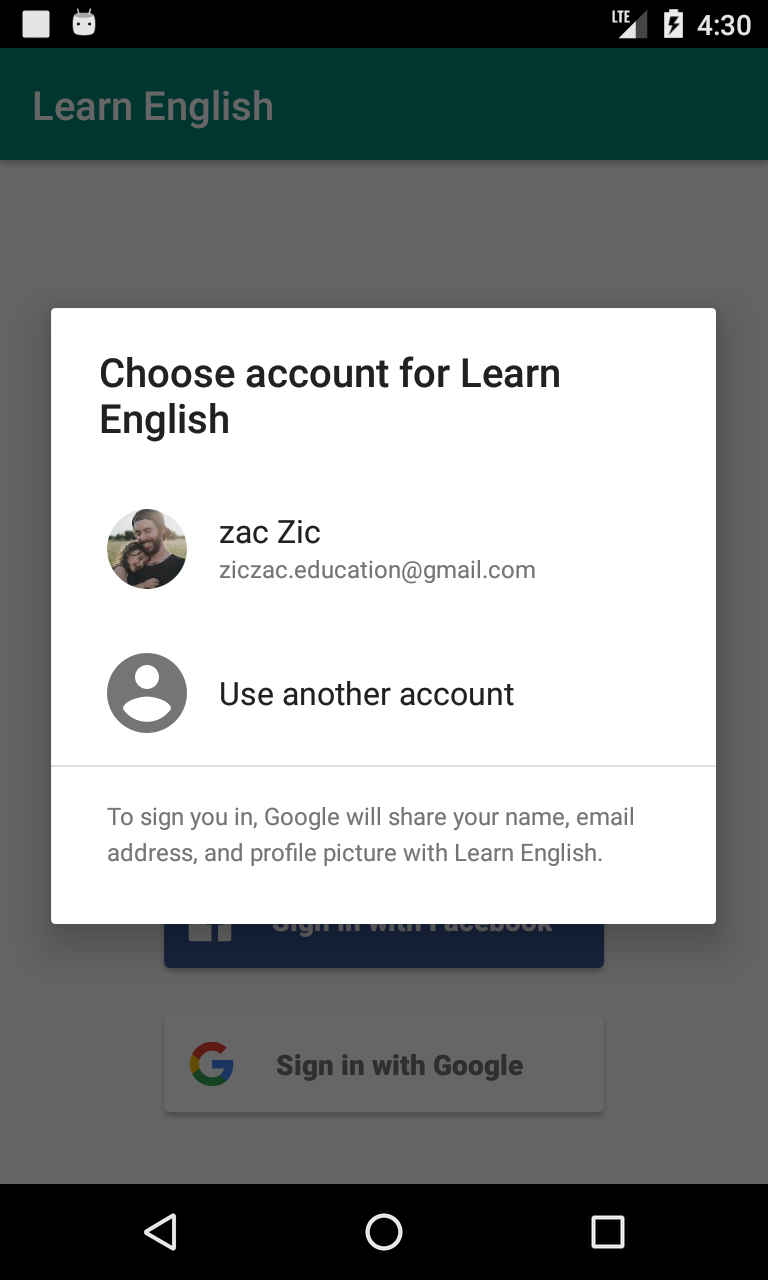 LTE 4:30
Learn English
Choose account for Learn
English
zac Zic
ziczac.education@gmail.com
Use another account
To sign you in, Google will share your name, email
address, and profile picture with Learn English.
Sign in with Facebook
Sign in with Google